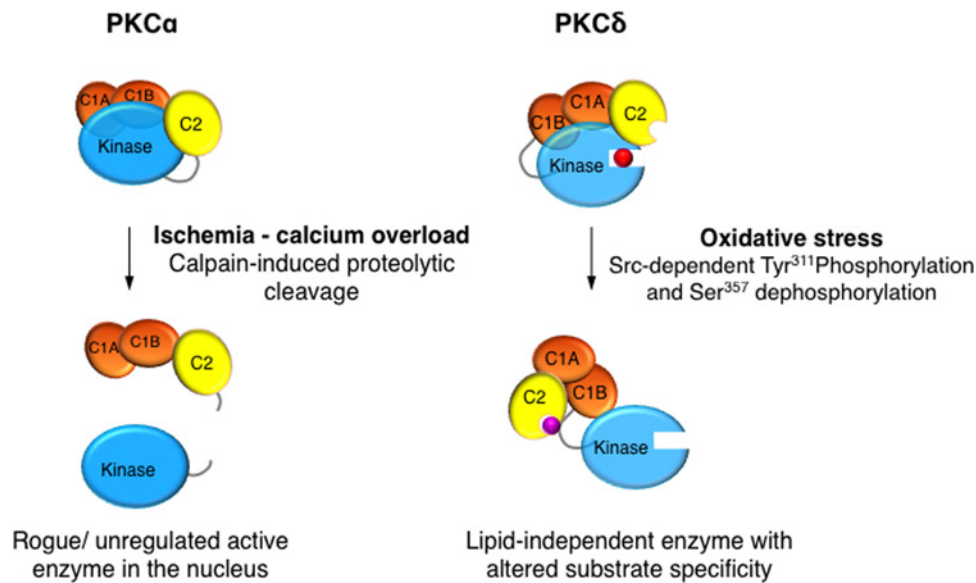 PKCα
PKCδ
C1A
C1B
C2
Kinase
C1B
C1A
C2
Kinase
Ischemia - calcium overload
Calpain-induced proteolytic
cleavage
Oxidative stress
Src-dependent Tyr³¹¹Phosphorylation
and Ser³⁵⁷ dephosphorylation
C1A
C1B
C2
Kinase
C1A
C2
C1B
Kinase
Rogue/ unregulated active
enzyme in the nucleus
Lipid-independent enzyme with
altered substrate specificity